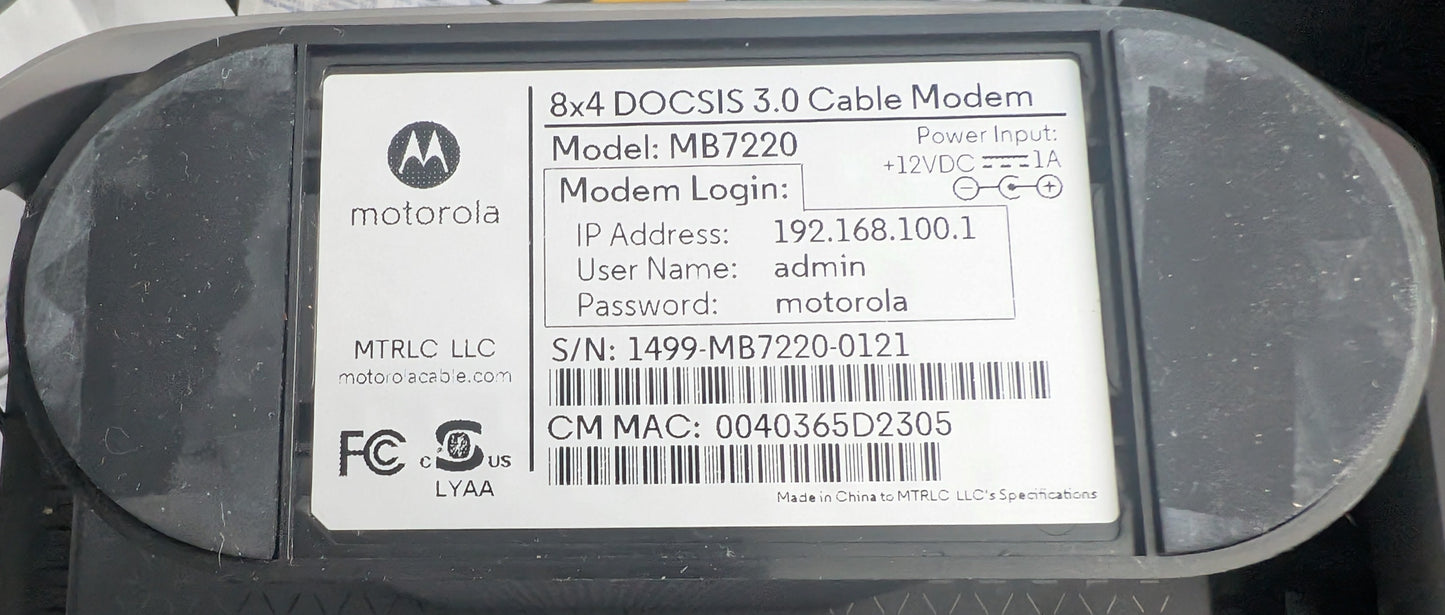 motorola
MTRLC LLC
motorolacable.com
FC
c US
LYAA
8x4 DOCSIS 3.0 Cable Modem
Model: MB7220
Power Input:
+12VDC 1A
Modem Login:
IP Address: 192.168.100.1
User Name: admin
Password: motorola
S/N: 1499-MB7220-0121
CM MAC: 0040365D2305
Made in China to MTRLC LLC's Specifications